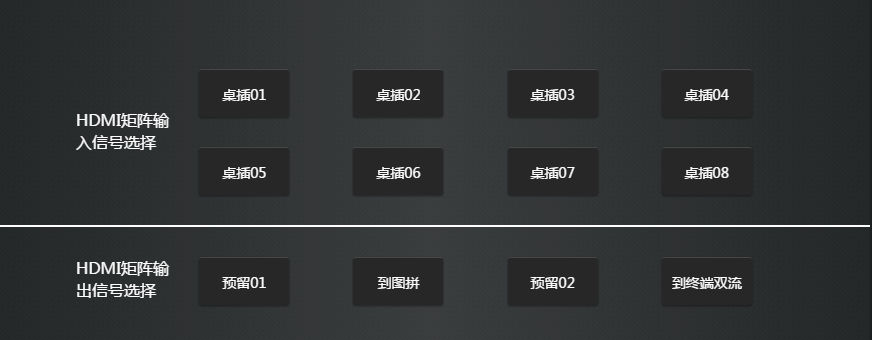 桌插01
桌插02
桌插03
桌插04
HDMI矩阵输
入信号选择
桌插05
桌插06
桌插07
桌插08
HDMI矩阵输
出信号选择
预留01
到图拼
预留02
到终端双流